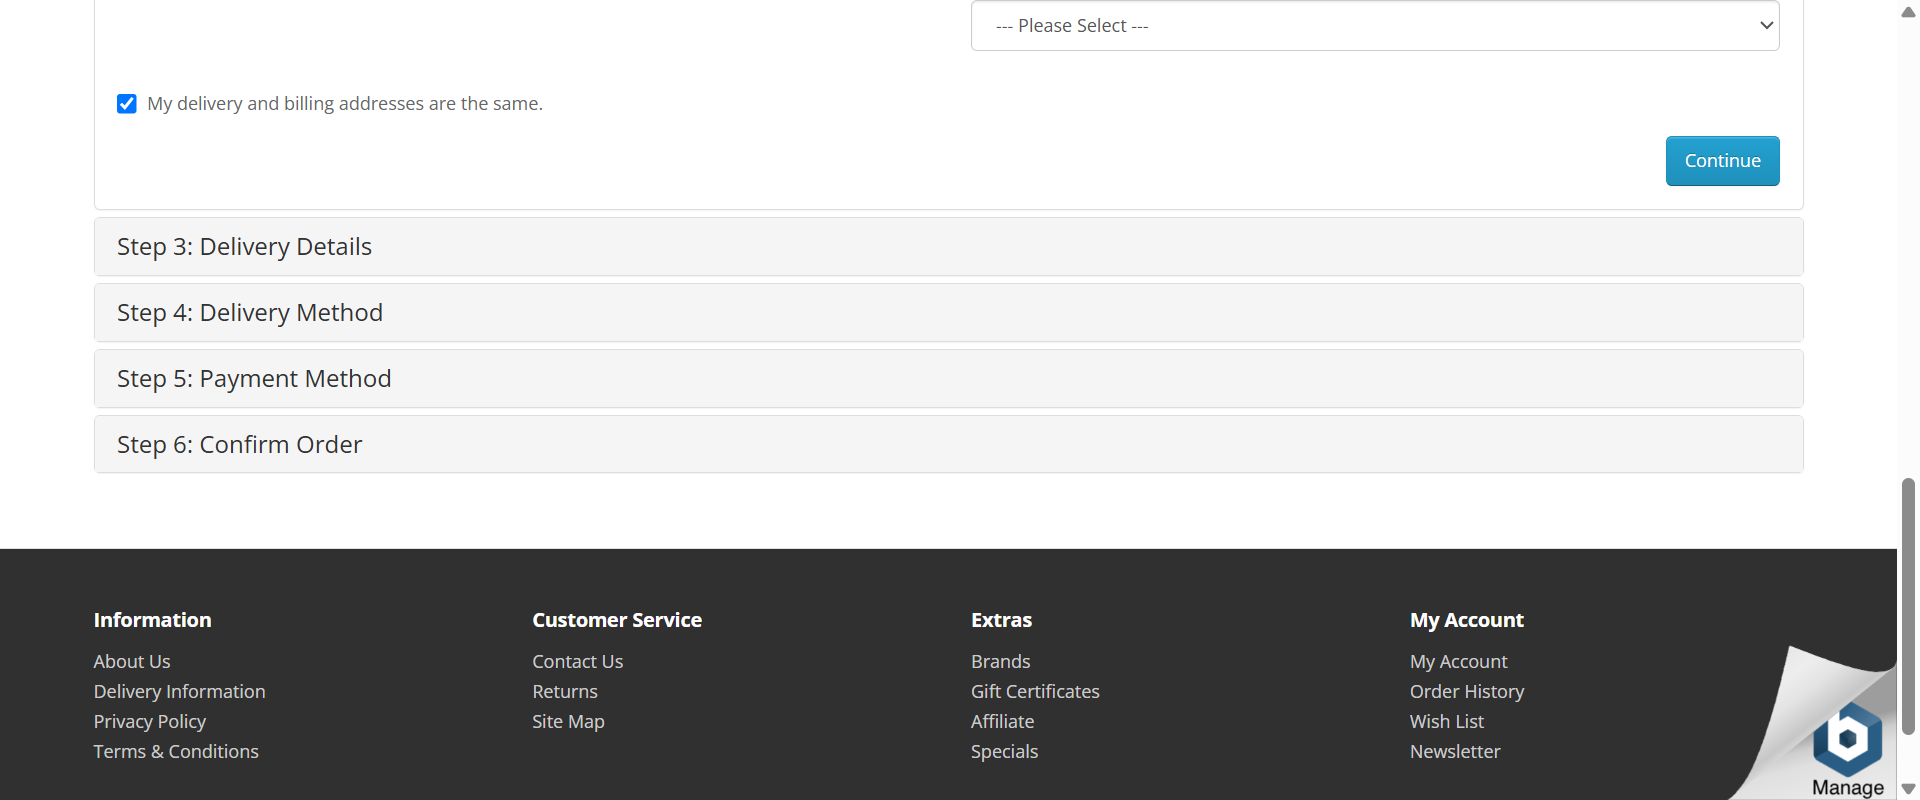 --- Please Select ---
My delivery and billing addresses are the same.
Continue
Step 3: Delivery Details
Step 4: Delivery Method
Step 5: Payment Method
Step 6: Confirm Order
Information
About Us
Delivery Information
Privacy Policy
Terms & Conditions
Customer Service
Contact Us
Returns
Site Map
Extras
Brands
Gift Certificates
Affiliate
Specials
My Account
My Account
Order History
Wish List
Newsletter
b
Manage